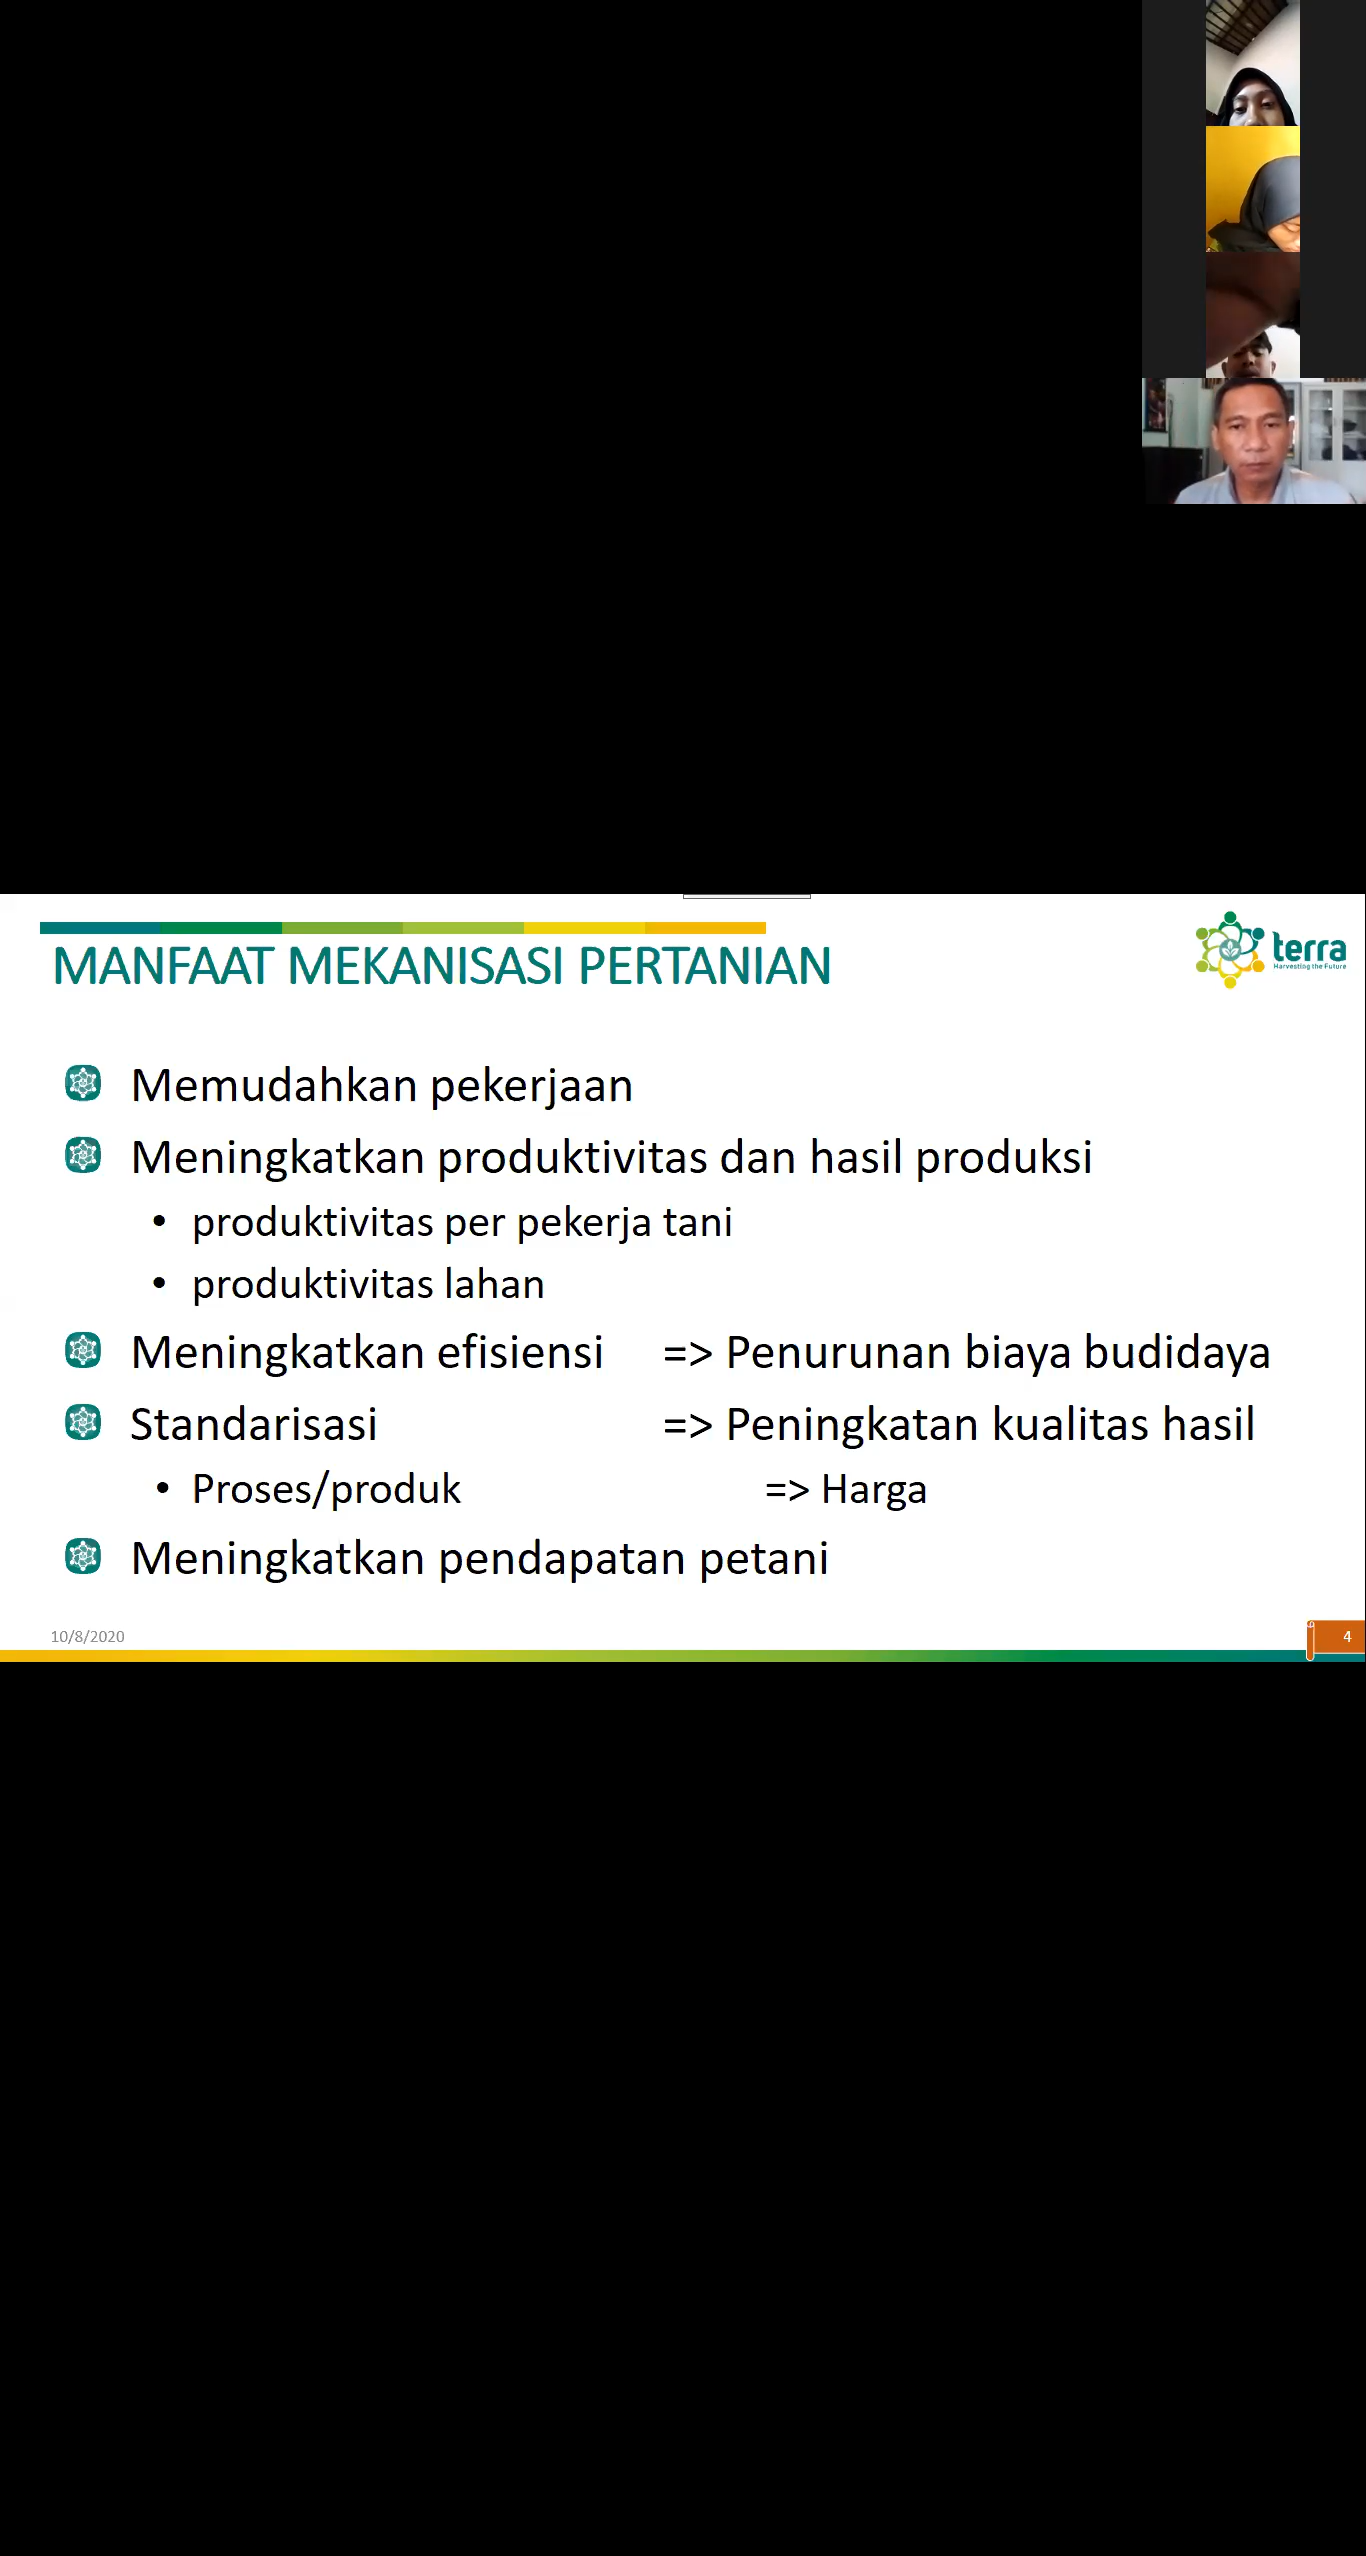 MANFAAT MEKANISASI PERTANIAN
terra
Harvesting the Future
Memudahkan pekerjaan
Meningkatkan produktivitas dan hasil produksi
• produktivitas per pekerja tani
• produktivitas lahan
Meningkatkan efisiensi => Penurunan biaya budidaya
Standarisasi => Peningkatan kualitas hasil
• Proses/produk => Harga
Meningkatkan pendapatan petani
10/8/2020
4